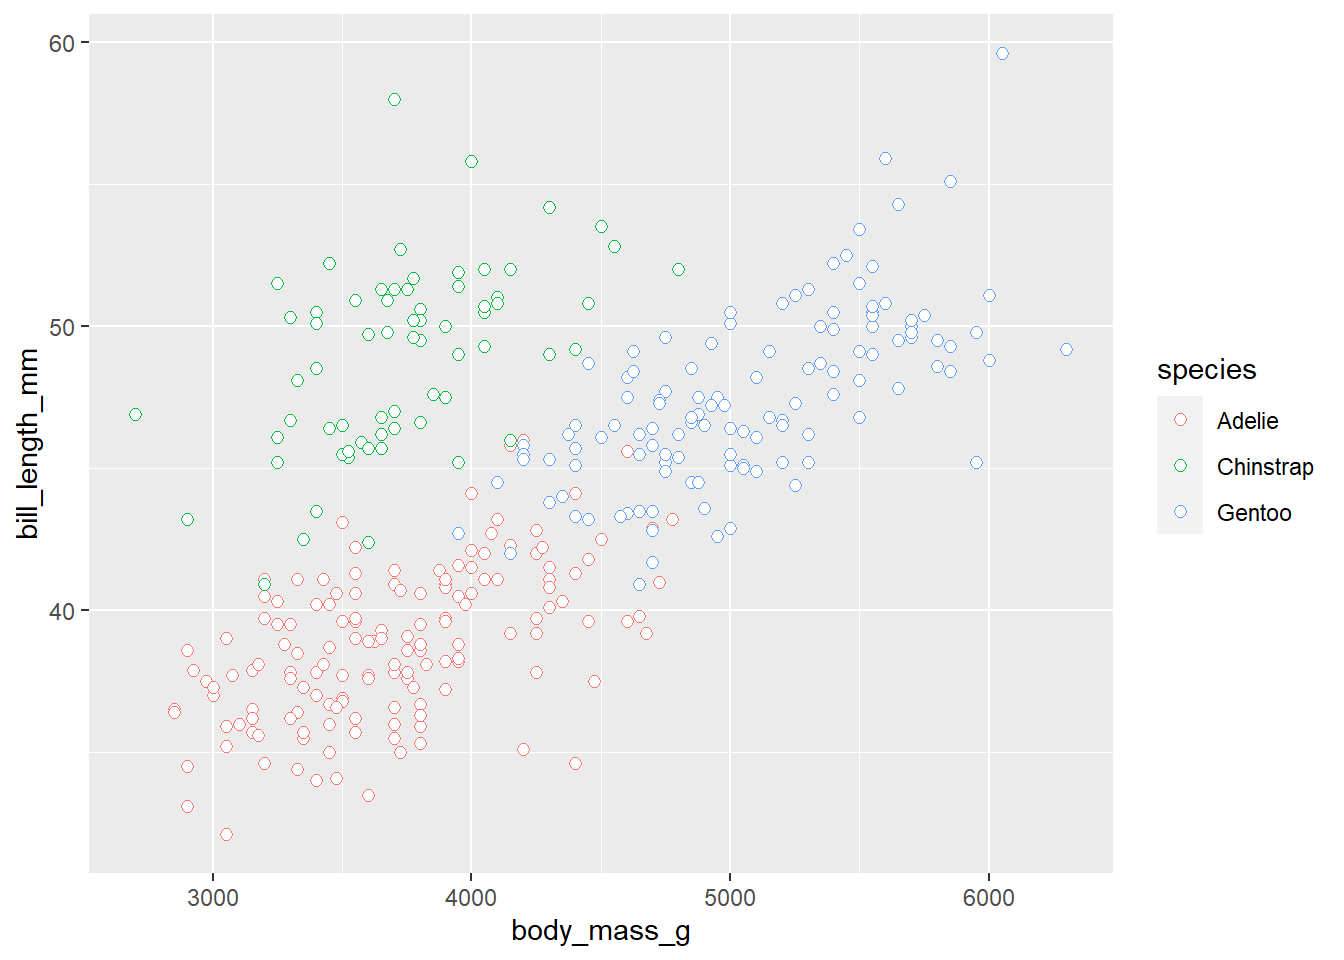 60
50
40
bill_length_mm
3000 4000 5000 6000
body_mass_g
species
Adelie
Chinstrap
Gentoo